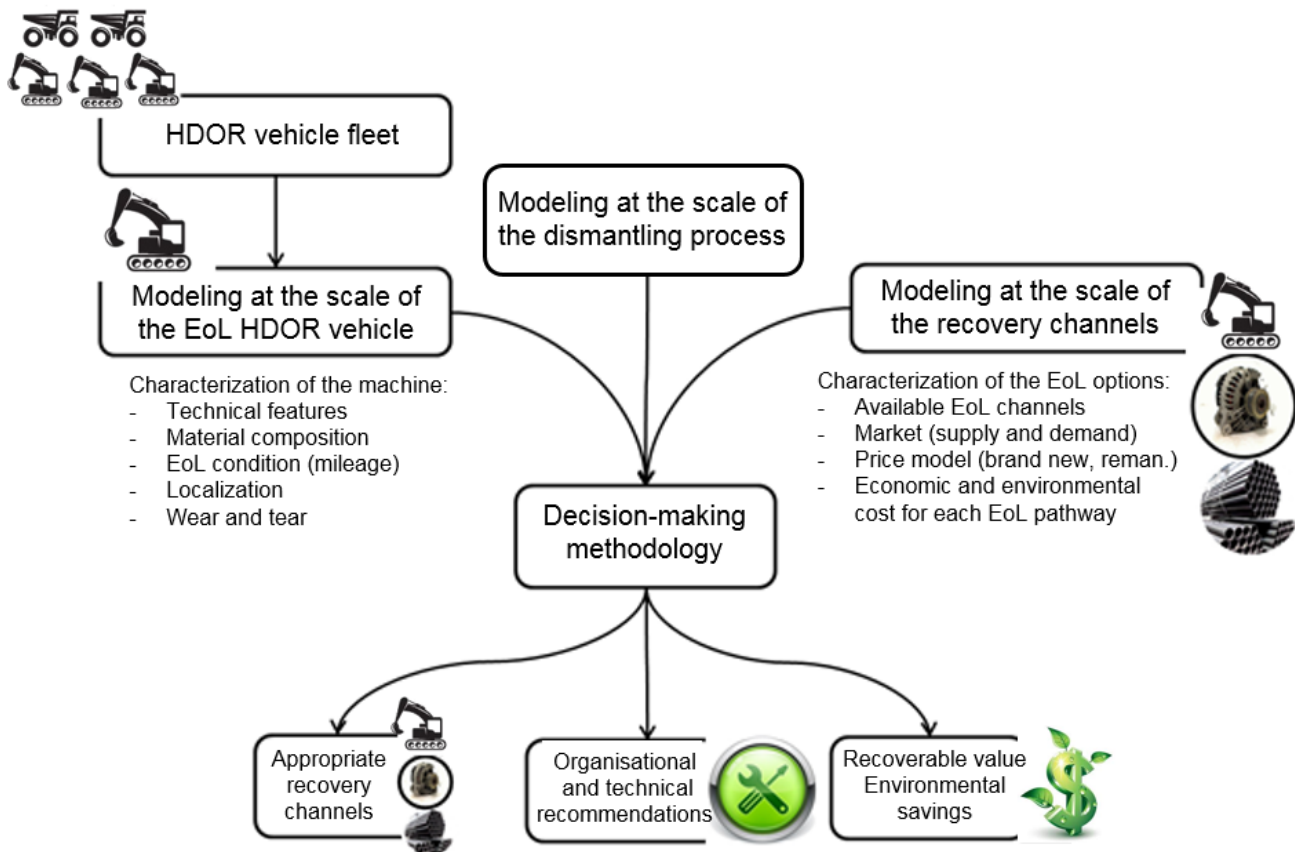 HDOR vehicle fleet
Modeling at the scale of
the dismantling process
Modeling at the scale of
the EoL HDOR vehicle
Modeling at the scale of
the recovery channels
Characterization of the machine:
- Technical features
- Material composition
- EoL condition (mileage)
- Localization
- Wear and tear
Characterization of the EoL options:
- Available EoL channels
- Market (supply and demand)
- Price model (brand new, reman.)
- Economic and environmental
cost for each EoL pathway
Decision-making
methodology
Appropriate
recovery
channels
Organisational
and technical
recommendations
Recoverable value
Environmental
savings